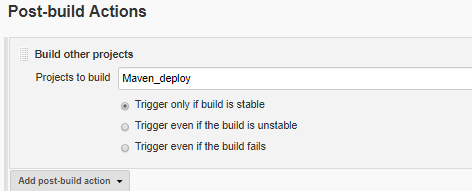 Post-build Actions
Build other projects
Projects to build Maven_deploy
Trigger only if build is stable
Trigger even if the build is unstable
Trigger even if the build fails
Add post-build action